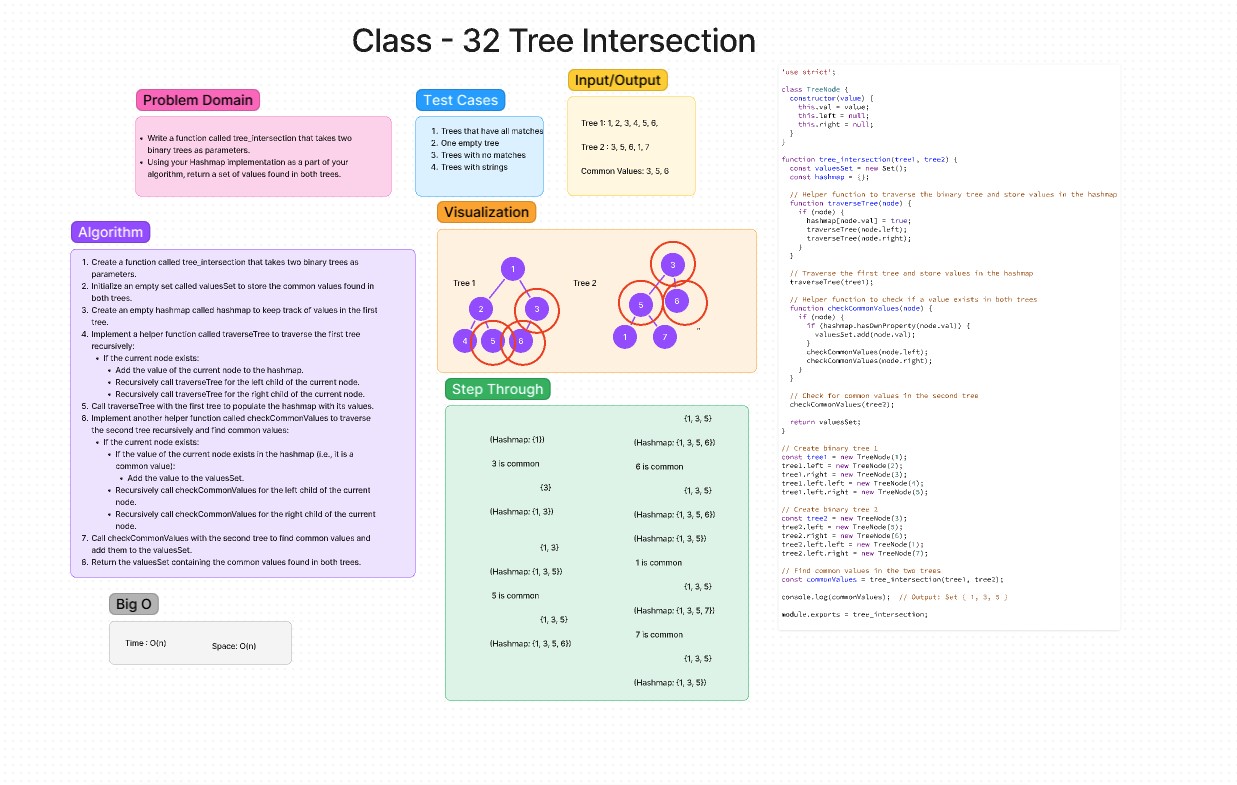 Class - 32 Tree Intersection
Problem Domain
• Write a function called tree_intersection that takes two
binary trees as parameters.
• Using your Hashmap implementation as a part of your
algorithm, return a set of values found in both trees.
Test Cases
1. Trees that have all matches
2. One empty tree
3. Trees with no matches
4. Trees with strings
Input/Output
Tree 1: 1, 2, 3, 4, 5, 6,
Tree 2 : 3, 5, 6, 1, 7
Common Values: 3, 5, 6
Algorithm
1. Create a function called tree_intersection that takes two binary trees as
parameters.
2. Initialize an empty set called valuesSet to store the common values found in
both trees.
3. Create an empty hashmap called hashmap to keep track of values in the first
tree.
4. Implement a helper function called traverseTree to traverse the first tree
recursively:
• If the current node exists:
• Add the value of the current node to the hashmap.
• Recursively call traverseTree for the left child of the current node.
• Recursively call traverseTree for the right child of the current node.
5. Call traverseTree with the first tree to populate the hashmap with its values.
6. Implement another helper function called checkCommonValues to traverse
the second tree recursively and find common values:
• If the current node exists:
• If the value of the current node exists in the hashmap (i.e., it is a
common value):
• Add the value to the valuesSet.
• Recursively call checkCommonValues for the left child of the current
node.
• Recursively call checkCommonValues for the right child of the current
node.
7. Call checkCommonValues with the second tree to find common values and
add them to the valuesSet.
6. Return the valuesSet containing the common values found in both trees.
Big O
Time : O(n)
Space: O(n)
Visualization
Tree 1
1
2
3
4
5
6
Tree 2
3
5
6
1
7
"
Step Through
(Hashmap: {1})
3 is common
{3}
(Hashmap: {1, 3})
{1, 3}
(Hashmap: {1, 3, 5})
5 is common
{1, 3, 5}
(Hashmap: {1, 3, 5, 6})
{1, 3, 5}
(Hashmap: {1, 3, 5, 6})
6 is common
{1, 3, 5}
(Hashmap: {1, 3, 5, 6})
(Hashmap: {1, 3, 5})
1 is common
{1, 3, 5}
(Hashmap: {1, 3, 5, 7})
7 is common
{1, 3, 5}
(Hashmap: {1, 3, 5})
'use strict';
class TreeNode {
constructor(value) {
this.val = value;
this.left = null;
this.right = null;
}
}
function tree_intersection(tree1, tree2) {
const valuesSet = new Set();
const hashmap = {};
// Helper function to traverse the binary tree and store values in the hashmap
function traverseTree(node) {
if (node) {
hashmap[node.val] = true;
traverseTree(node.left);
traverseTree(node.right);
}
}
// Traverse the first tree and store values in the hashmap
traverseTree(tree1);
// Helper function to check if a value exists in both trees
function checkCommonValues(node) {
if (node) {
if (hashmap.hasOwnProperty(node.val)) {
valuesSet.add(node.val);
}
checkCommonValues(node.left);
checkCommonValues(node.right);
}
}
// Check for common values in the second tree
checkCommonValues(tree2);
return valuesSet;
}
// Create binary tree 1
const tree1 = new TreeNode(1);
tree1.left = new TreeNode(2);
tree1.right = new TreeNode(3);
tree1.left.left = new TreeNode(4);
tree1.left.right = new TreeNode(5);
// Create binary tree 2
const tree2 = new TreeNode(3);
tree2.left = new TreeNode(5);
tree2.right = new TreeNode(6);
tree2.left.left = new TreeNode(1);
tree2.left.right = new TreeNode(7);
// Find common values in the two trees
const commonValues = tree_intersection(tree1, tree2);
console.log(commonValues); // Output: Set { 1, 3, 5 }
module.exports = tree_intersection;